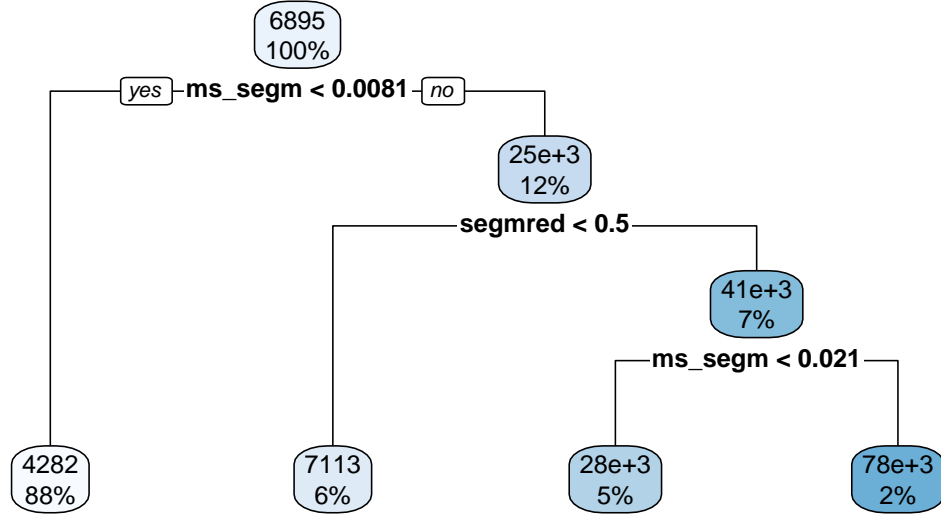 6895
100%
yes ms_segm < 0.0081 no
25e+3
12%
segmred < 0.5
41e+3
7%
ms_segm < 0.021
4282
88%
7113
6%
28e+3
5%
78e+3
2%